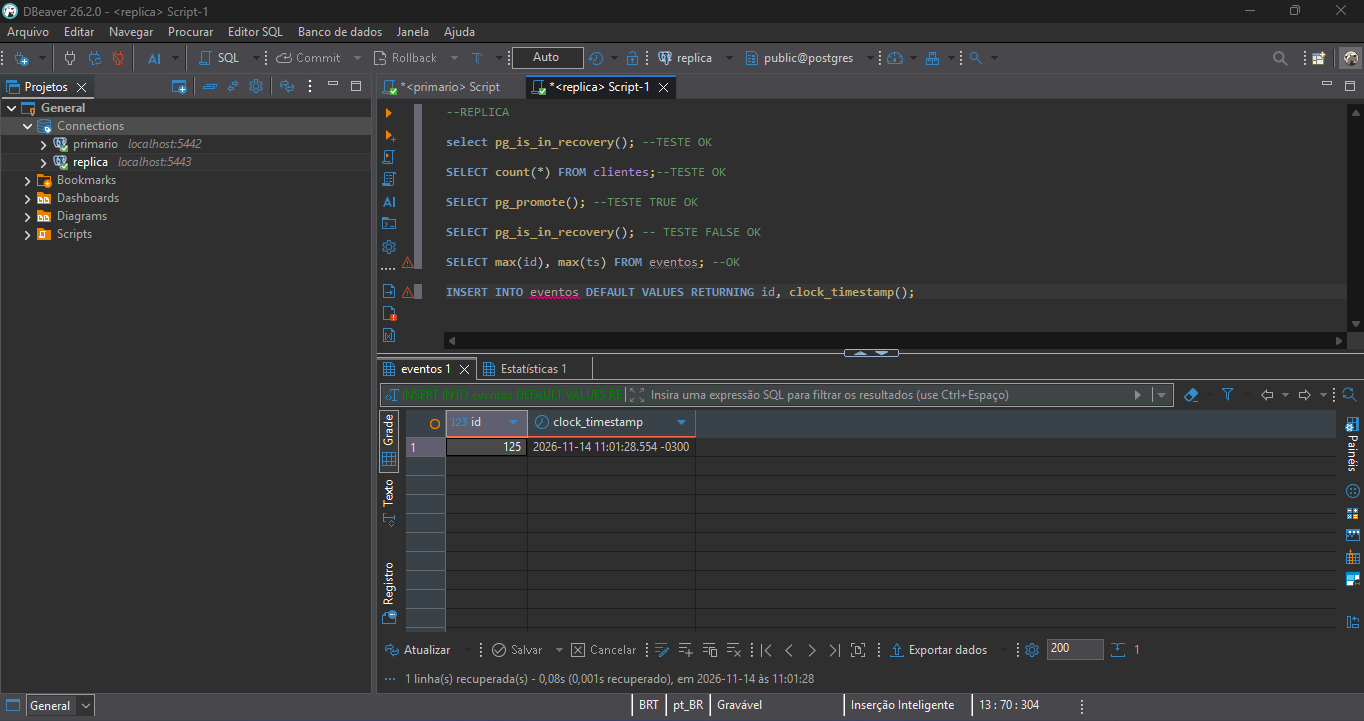 DBeaver 26.2.0 - <replica> Script-1
Arquivo Editar Navegar Procurar Editor SQL Banco de dados Janela Ajuda
AI SQL Commit Rollback T Auto replica public@postgres
Projetos
*<primario> Script
*<replica> Script-1
General
Connections
primario localhost:5442
replica localhost:5443
Bookmarks
Dashboards
Diagrams
Scripts
AI
--REPLICA
select pg_is_in_recovery(); --TESTE OK
SELECT count(*) FROM clientes;--TESTE OK
SELECT pg_promote(); --TESTE TRUE OK
SELECT pg_is_in_recovery(); -- TESTE FALSE OK
SELECT max(id), max(ts) FROM eventos; --OK
INSERT INTO eventos DEFAULT VALUES RETURNING id, clock_timestamp();
eventos 1 Estatísticas 1
INSERT INTO eventos DEFAULT VALUES RE Insira uma expressão SQL para filtrar os resultados (use Ctrl+Espaço)
Grade
Texto
Registro
123 id clock_timestamp
1 125 2026-11-14 11:01:28.554 -0300
Painéis
Atualizar Salvar Cancelar Exportar dados 200 1
1 linha(s) recuperada(s) - 0,08s (0,001s recuperado), em 2026-11-14 às 11:01:28
General BRT pt_BR Gravável Inserção Inteligente 13 : 70 : 304